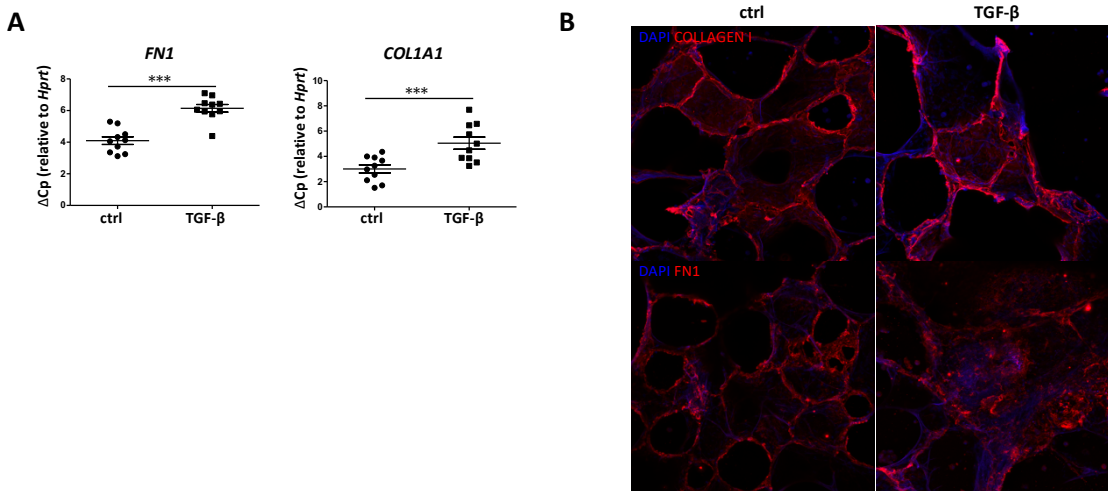 A
FN1
ΔCp (relative to Hprt)
8
6
4
2
0
***
ctrl
TGF-β
COL1A1
ΔCp (relative to Hprt)
10
8
6
4
2
0
***
ctrl
TGF-β
B
ctrl
TGF-β
DAPI COLLAGEN I
DAPI FN1